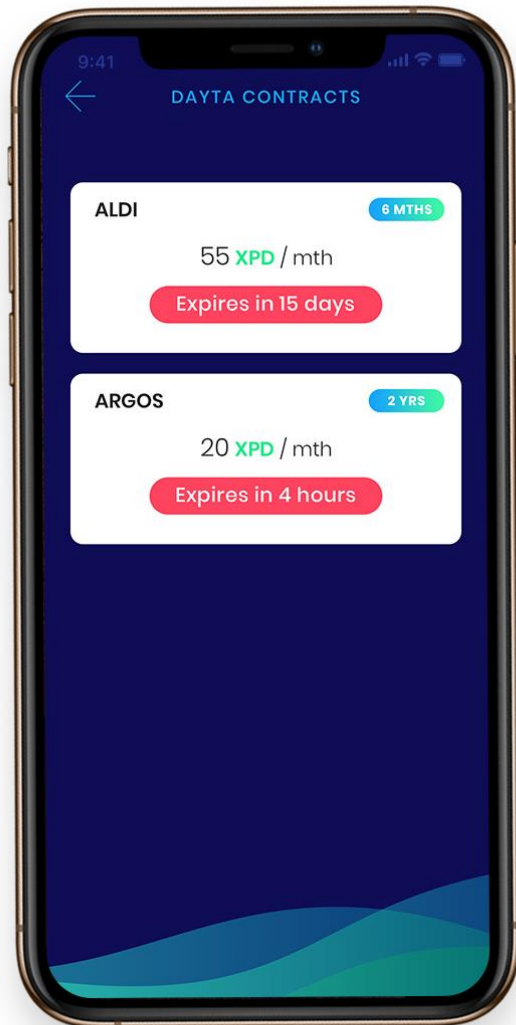 9:41
DAYTA CONTRACTS
ALDI
6 MTHS
55 XPD / mth
Expires in 15 days
ARGOS
2 YRS
20 XPD / mth
Expires in 4 hours